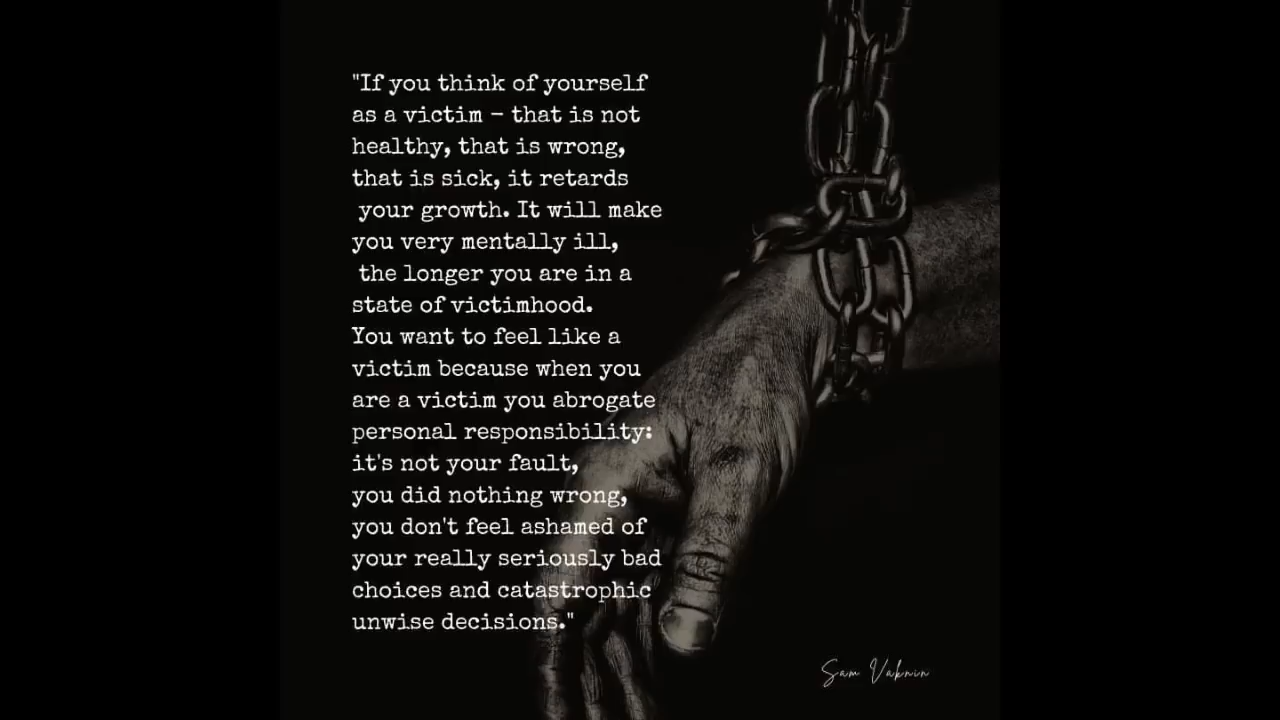 "If you think of yourself
as a victim – that is not
healthy, that is wrong,
that is sick, it retards
your growth. It will make
you very mentally ill,
the longer you are in a
state of victimhood.
You want to feel like a
victim because when you
are a victim you abrogate
personal responsibility:
it's not your fault,
you did nothing wrong,
you don't feel ashamed of
your really seriously bad
choices and catastrophic
unwise decisions."
Sam Vaknin